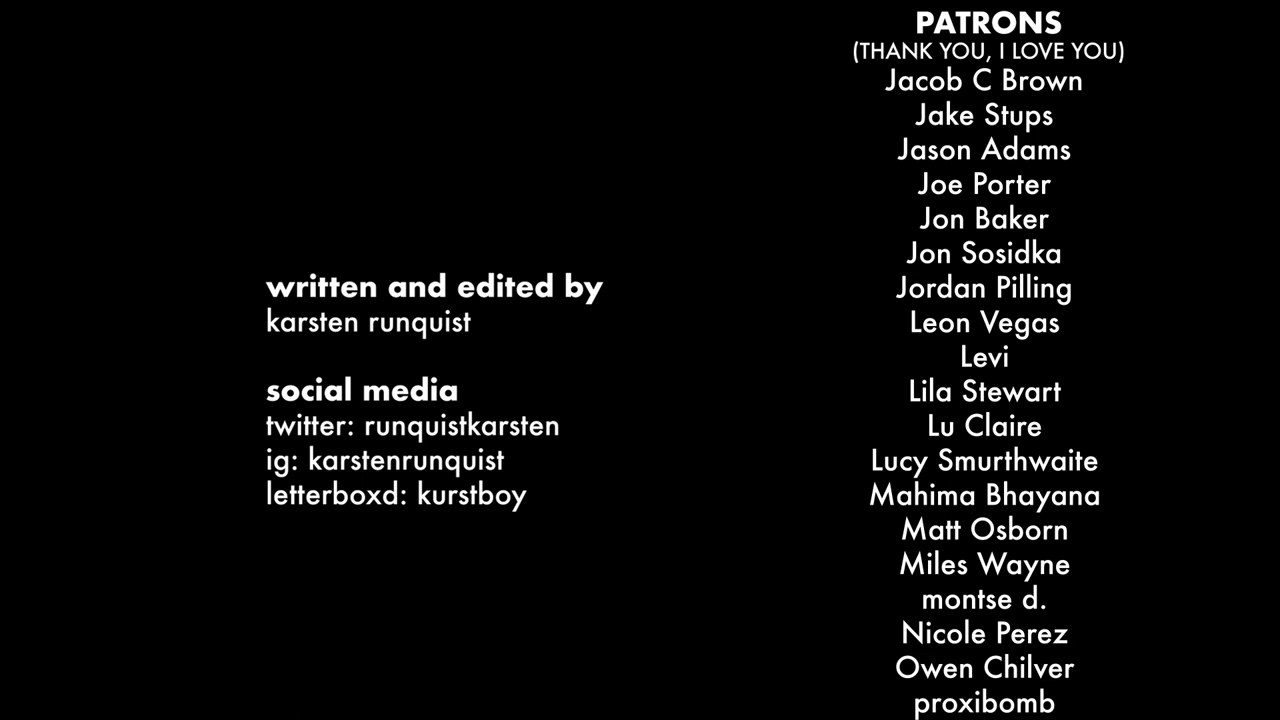 written and edited by
karsten runquist
social media
twitter: runquistkarsten
ig: karstenrunquist
letterboxd: kurstboy
PATRONS
(THANK YOU, I LOVE YOU)
Jacob C Brown
Jake Stups
Jason Adams
Joe Porter
Jon Baker
Jon Sosidka
Jordan Pilling
Leon Vegas
Levi
Lila Stewart
Lu Claire
Lucy Smurthwaite
Mahima Bhayana
Matt Osborn
Miles Wayne
montse d.
Nicole Perez
Owen Chilver
proxibomb